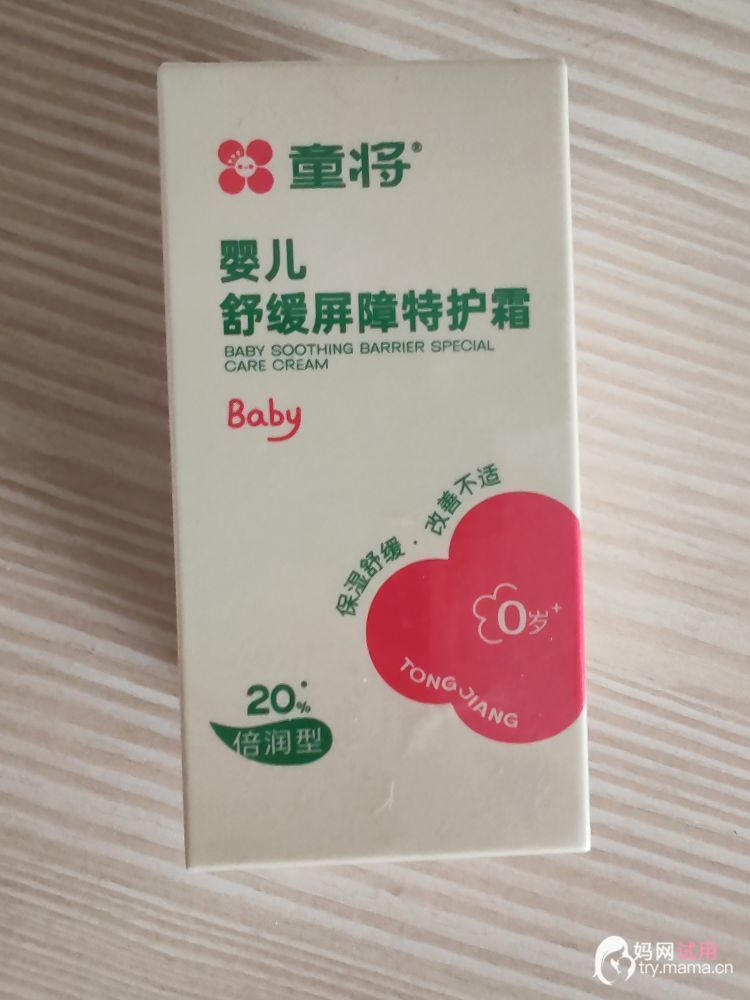 童将®
婴儿
舒缓屏障特护霜
BABY SOOTHING BARRIER SPECIAL
CARE CREAM
Baby
保湿舒缓·改善不适
0岁+
TONG JIANG
20%
倍润型
妈网试用
try.mama.cn